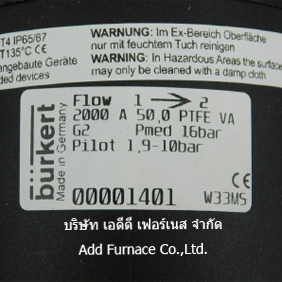 T4 IP65/67
T135°C
angebaute Geräte
ded devices
WARNUNG: Im Ex-Bereich Oberfläche
nur mit feuchtem Tuch reinigen
WARNING: In Hazardous Areas the surface
may only be cleaned with a damp cloth
bürkert
Made in Germany
Flow 1 → 2
2000 A 50,0 PTFE VA
G2 Pmed 16bar
Pilot 1,9-10bar
00001401 W33MS
บริษัท เอดีดี เฟอร์เนส จำกัด
Add Furnace Co.,Ltd.